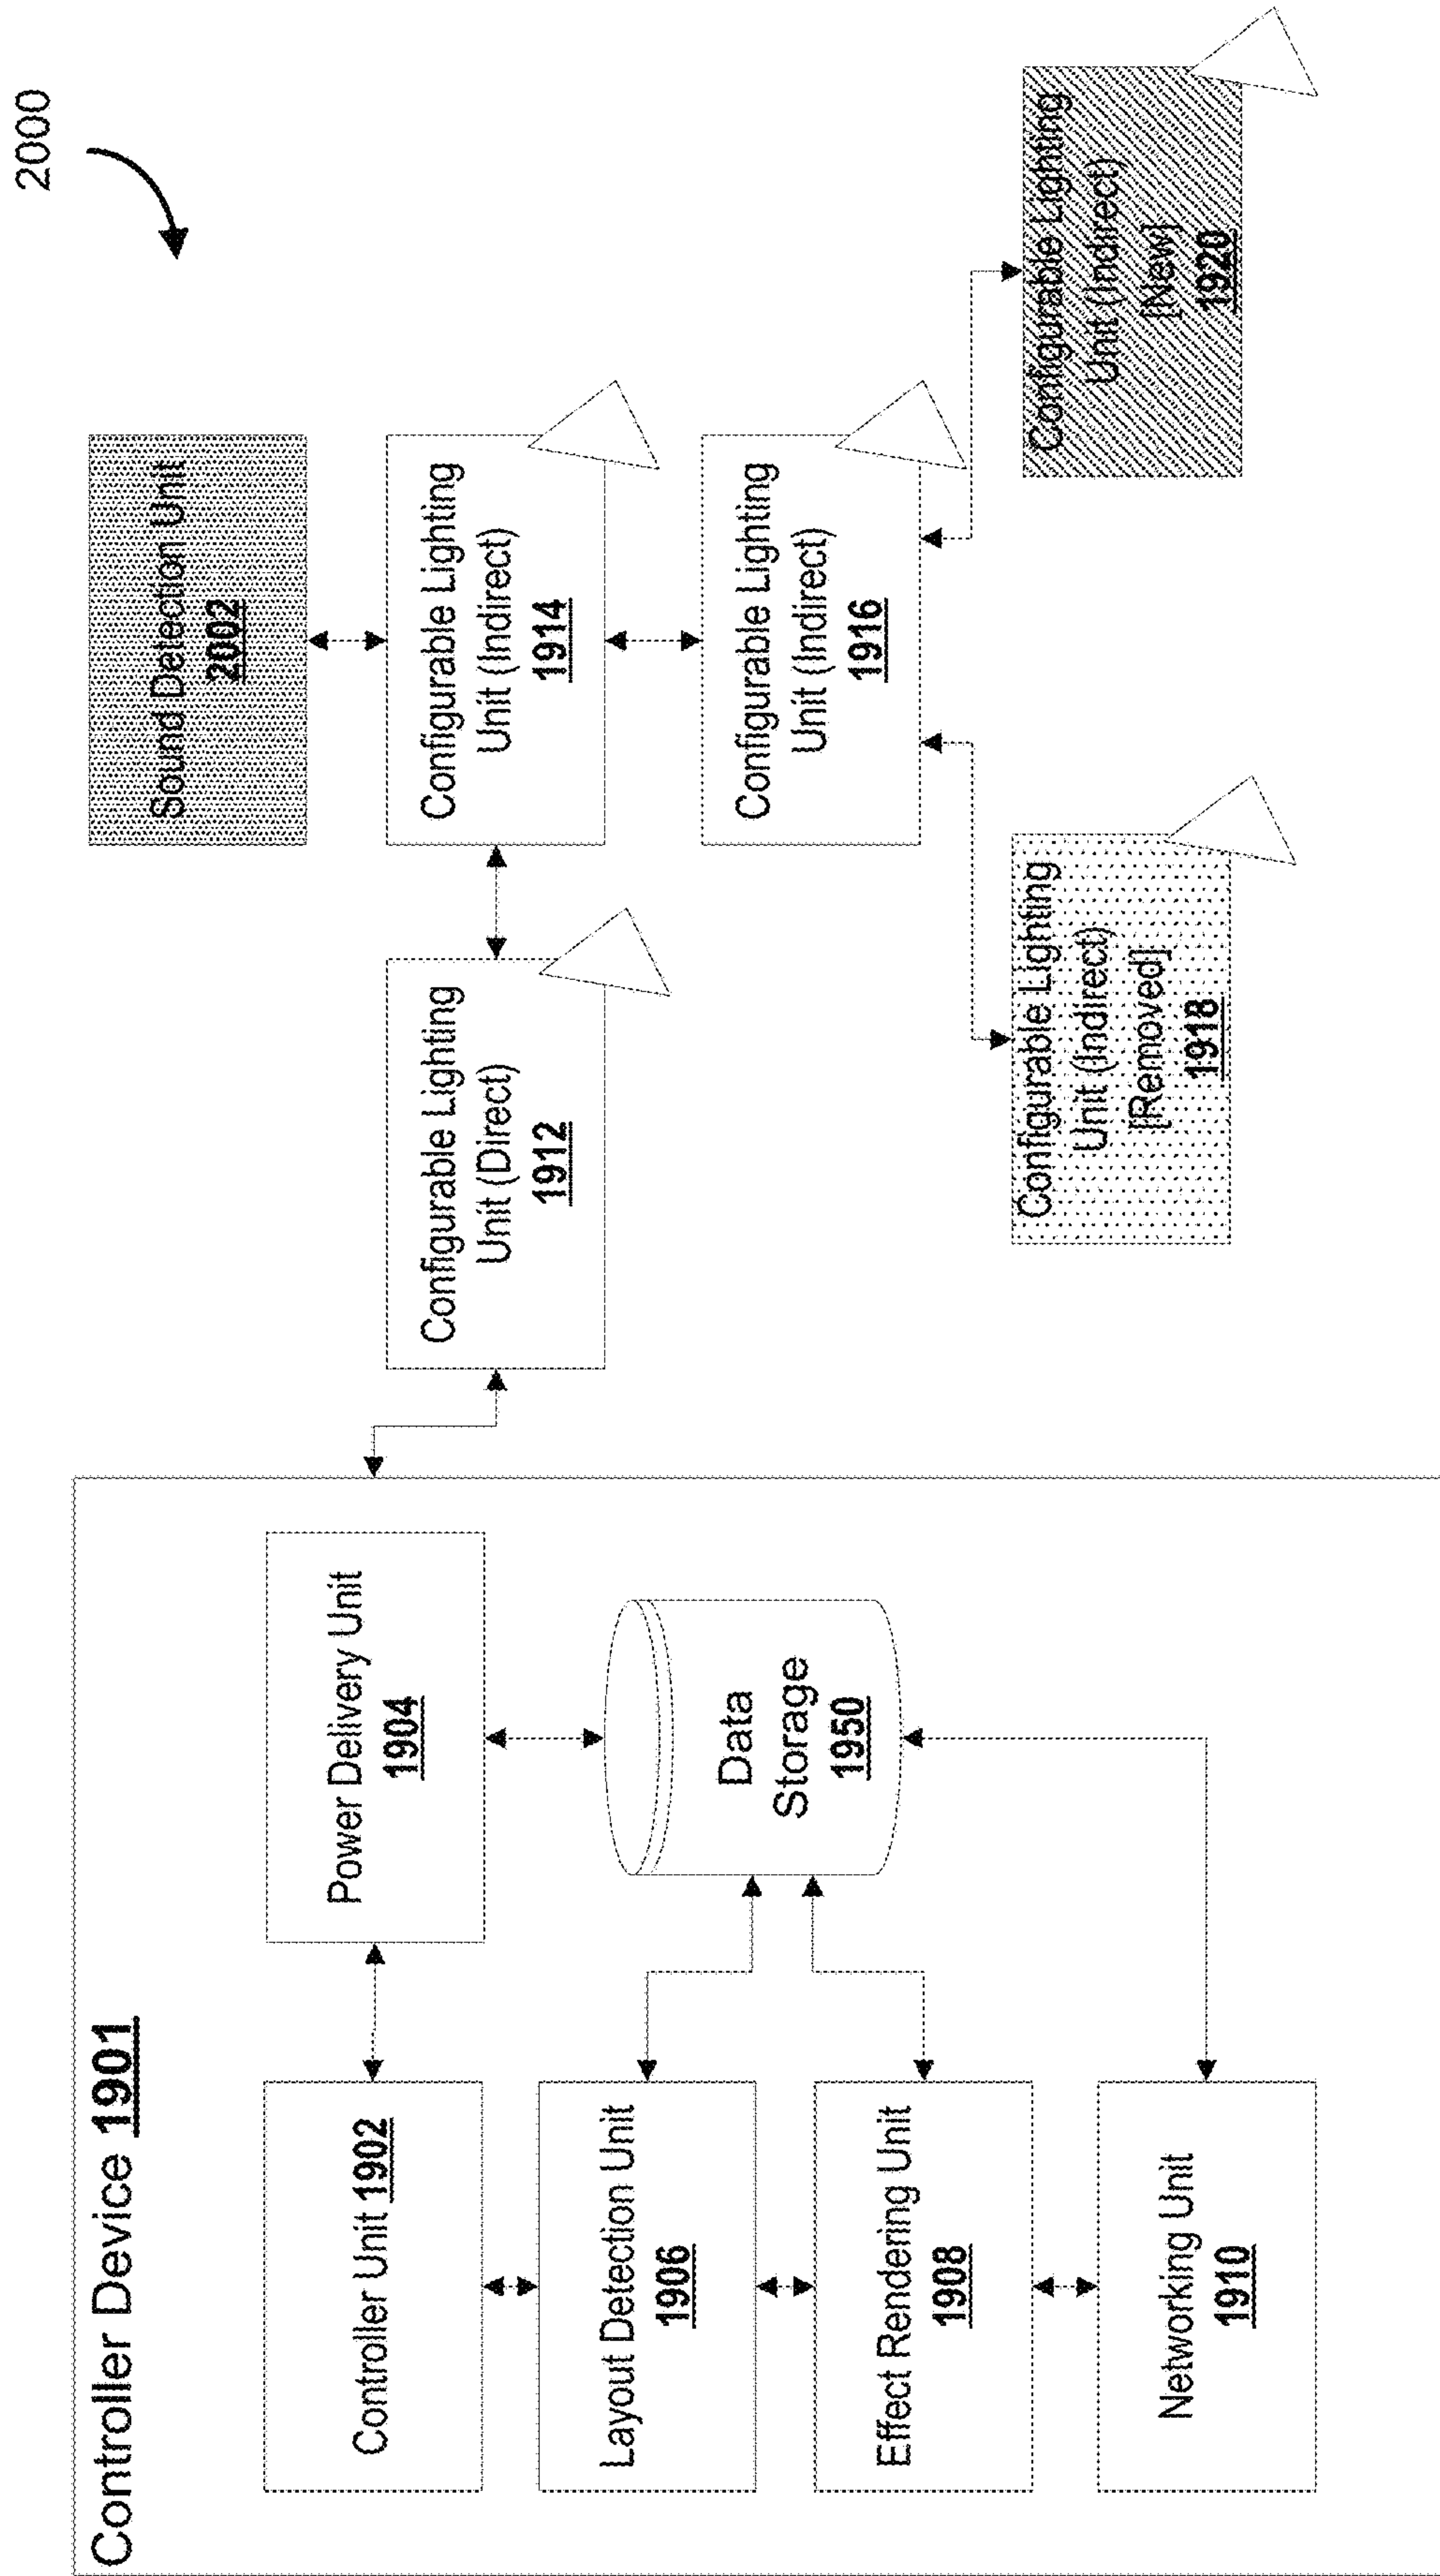 2000
Controller Device 1901
Controller Unit 1902
Power Delivery Unit
1904
Layout Detection Unit
1906
Effect Rendering Unit
1908
Networking Unit
1910
Data
Storage
1950
Configurable Lighting
Unit (Direct)
1912
Sound Detection Unit
2002
Configurable Lighting
Unit (Indirect)
1914
Configurable Lighting
Unit (Indirect)
1916
Configurable Lighting
Unit (Indirect)
[Removed]
1918
Configurable Lighting
Unit (Indirect)
[New]
1920